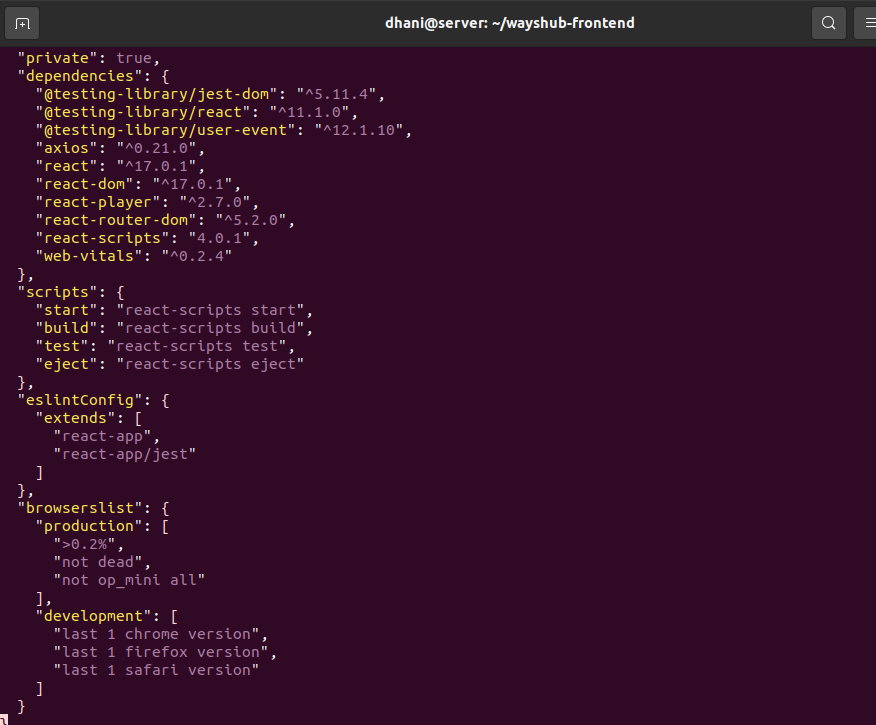 dhani@server: ~/wayshub-frontend
  "private": true,
  "dependencies": {
    "@testing-library/jest-dom": "^5.11.4",
    "@testing-library/react": "^11.1.0",
    "@testing-library/user-event": "^12.1.10",
    "axios": "^0.21.0",
    "react": "^17.0.1",
    "react-dom": "^17.0.1",
    "react-player": "^2.7.0",
    "react-router-dom": "^5.2.0",
    "react-scripts": "4.0.1",
    "web-vitals": "^0.2.4"
  },
  "scripts": {
    "start": "react-scripts start",
    "build": "react-scripts build",
    "test": "react-scripts test",
    "eject": "react-scripts eject"
  },
  "eslintConfig": {
    "extends": [
      "react-app",
      "react-app/jest"
    ]
  },
  "browserslist": {
    "production": [
      ">0.2%",
      "not dead",
      "not op_mini all"
    ],
    "development": [
      "last 1 chrome version",
      "last 1 firefox version",
      "last 1 safari version"
    ]
  }
}